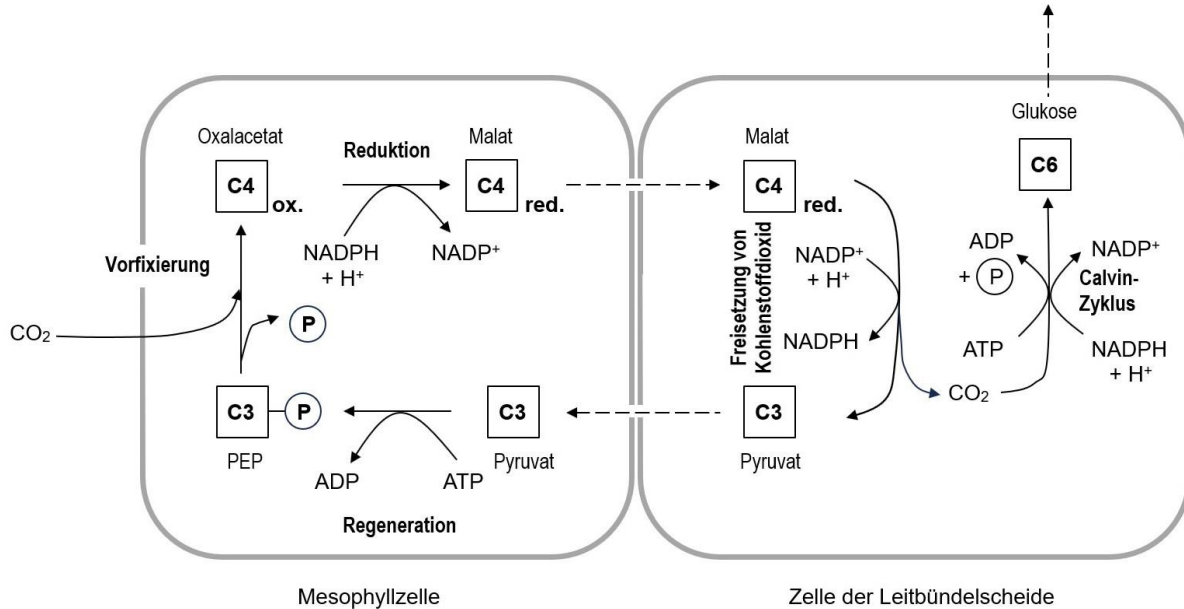 Glukose
C6
Oxalacetat
C4
ox.
Reduktion
Malat
C4
red.
NADPH
+ H⁺
NADP⁺
Vorfixierung
CO₂
P
C3
P
PEP
C3
Pyruvat
ADP
ATP
Regeneration
Mesophyllzelle
Malat
C4
red.
Freisetzung von
Kohlenstoffdioxid
NADP⁺
+ H⁺
NADPH
C3
Pyruvat
CO₂
ADP
+ P
ATP
NADP⁺
Calvin-
Zyklus
NADPH
+ H⁺
Zelle der Leitbündelscheide